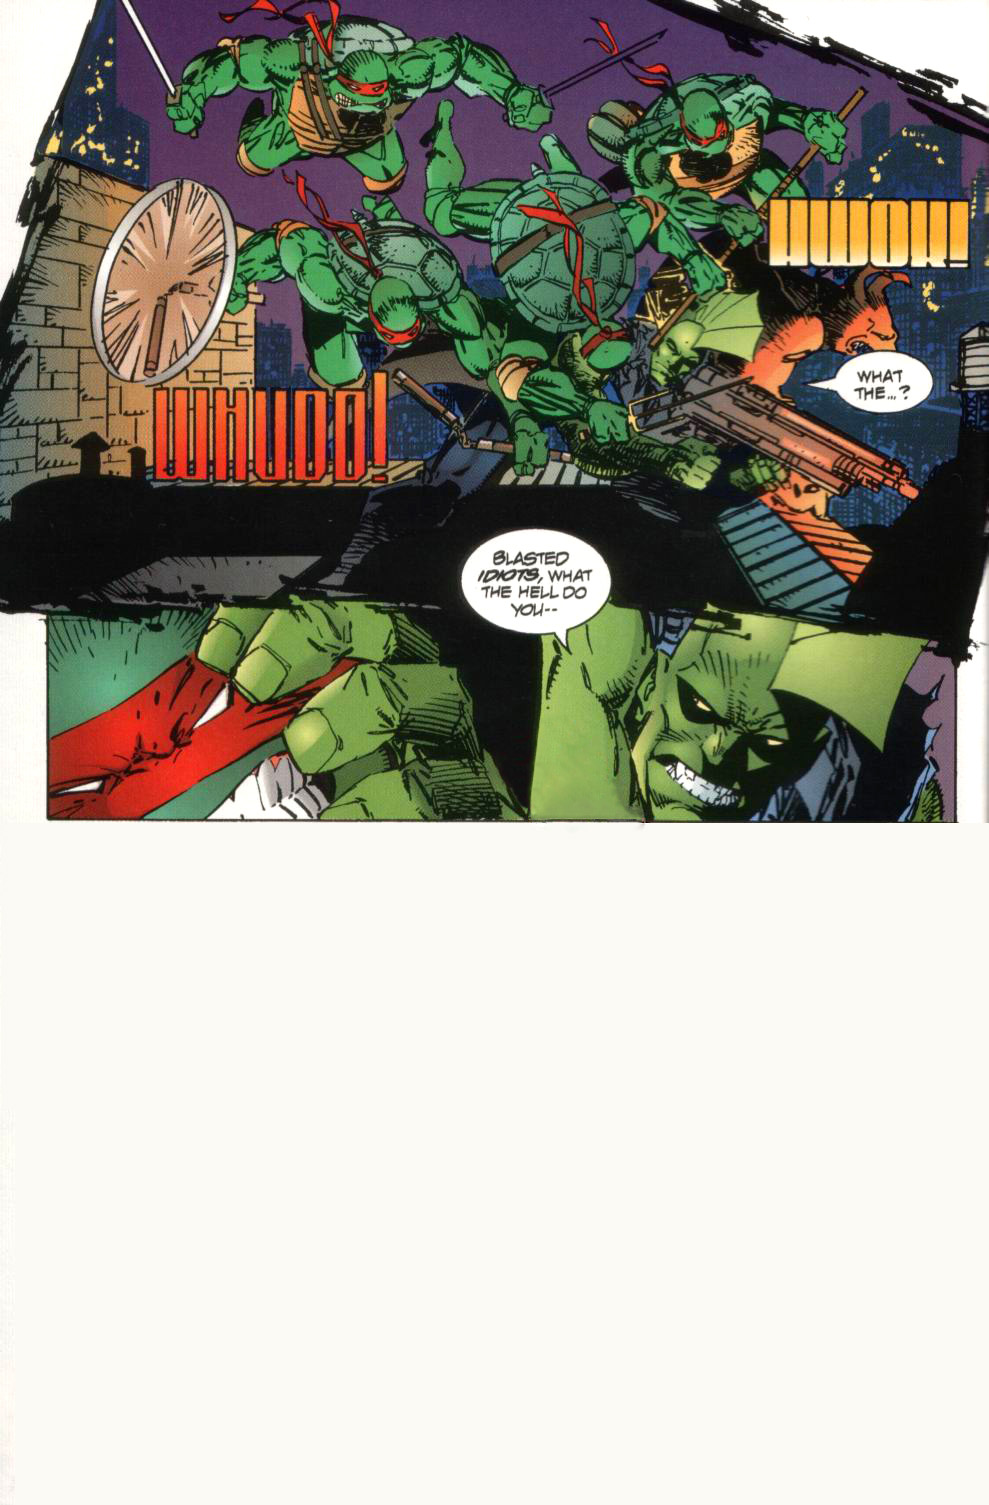 HWOK!
WHAT
THE...?
WHUDD!
BLASTED
IDIOTS, WHAT
THE HELL DO
YOU--